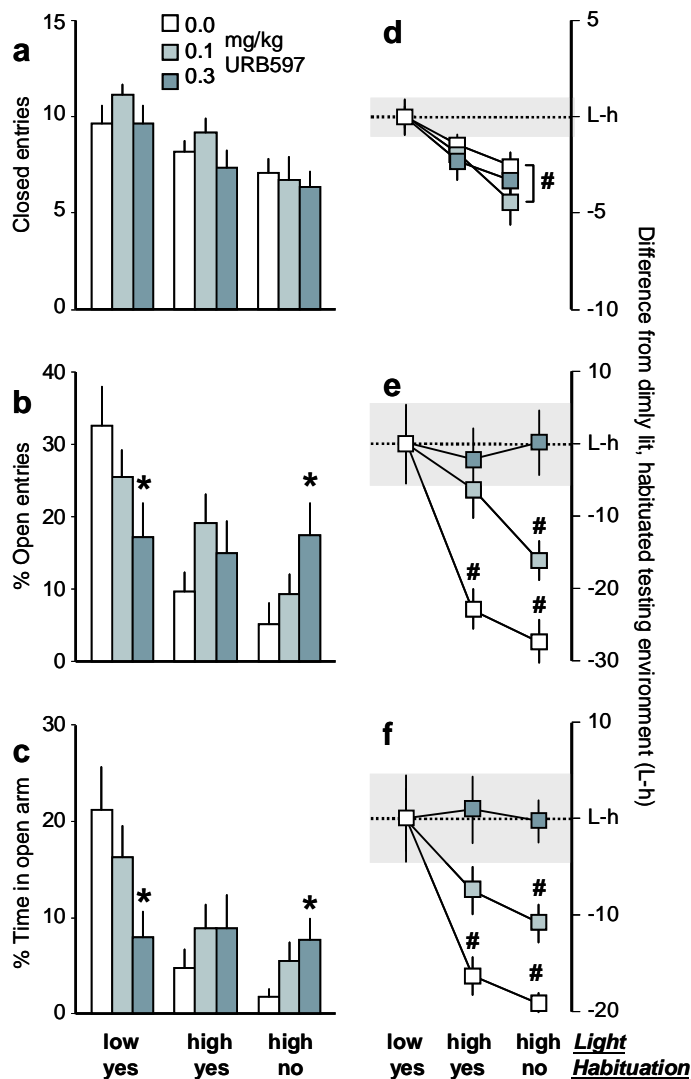 a
0.0
0.1
0.3
mg/kg
URB597
Closed entries
15
10
5
0
d
5
L-h
-5
-10
#
b
% Open entries
40
30
20
10
0
*
*
e
10
L-h
-10
-20
-30
#
#
#
c
% Time in open arm
30
20
10
0
*
*
f
10
L-h
-10
-20
#
#
#
Difference from dimly lit, habituated testing environment (L-h)
low high high low high high Light
yes yes no yes yes no Habituation